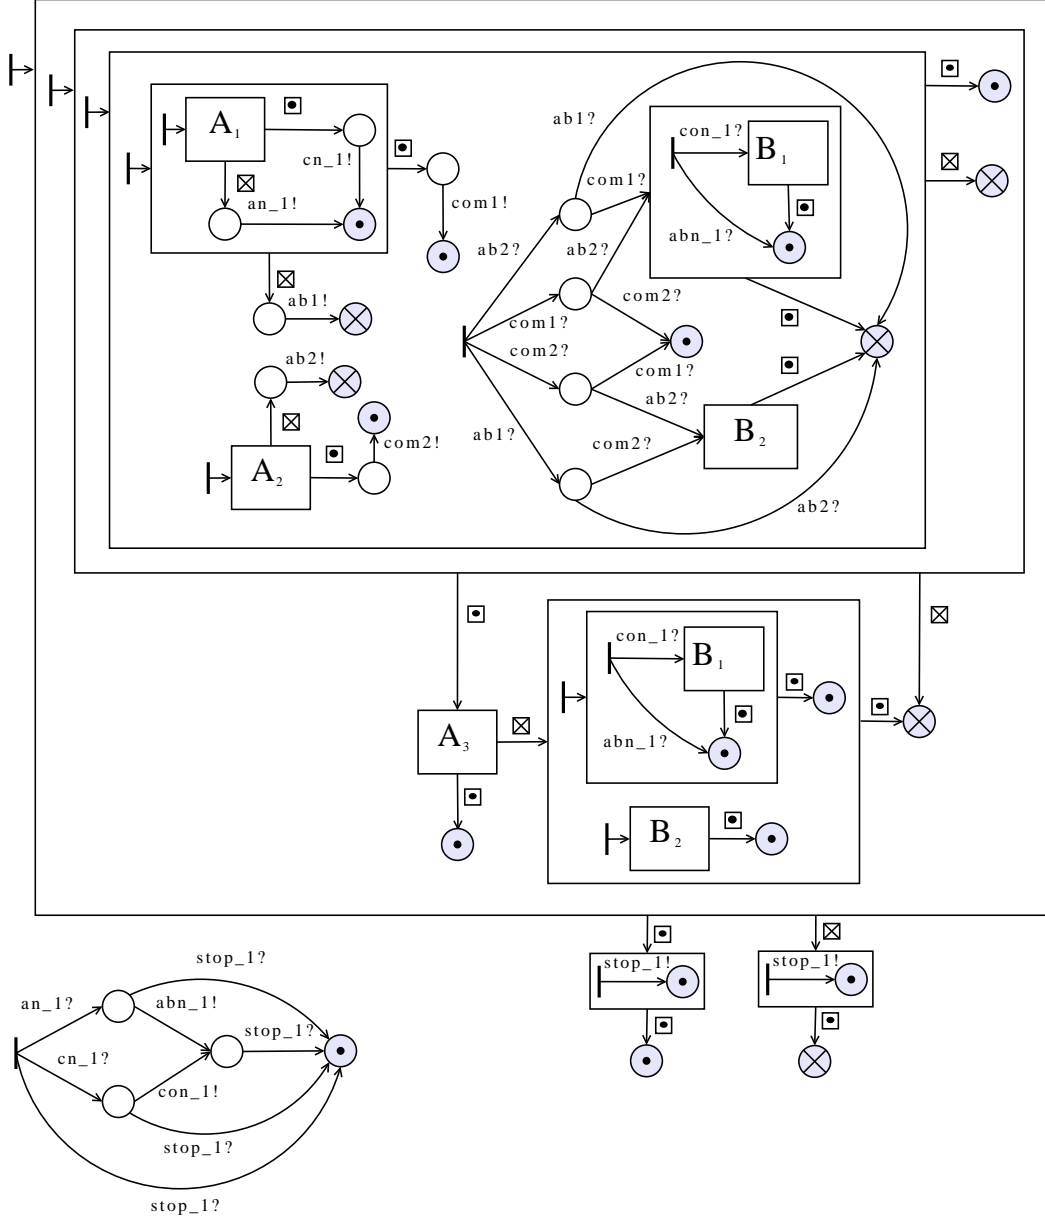 A₁
cn_1!
an_1!
com1!
ab1!
ab2!
A₂
com2!
ab1?
com1?
ab2?
ab2?
com1?
com2?
com2?
com1?
ab2?
ab1?
com2?
ab2?
con_1?
B₁
abn_1?
B₂
A₃
con_1?
B₁
abn_1?
B₂
stop_1!
stop_1!
stop_1?
an_1?
abn_1!
stop_1?
cn_1?
con_1!
stop_1?
stop_1?